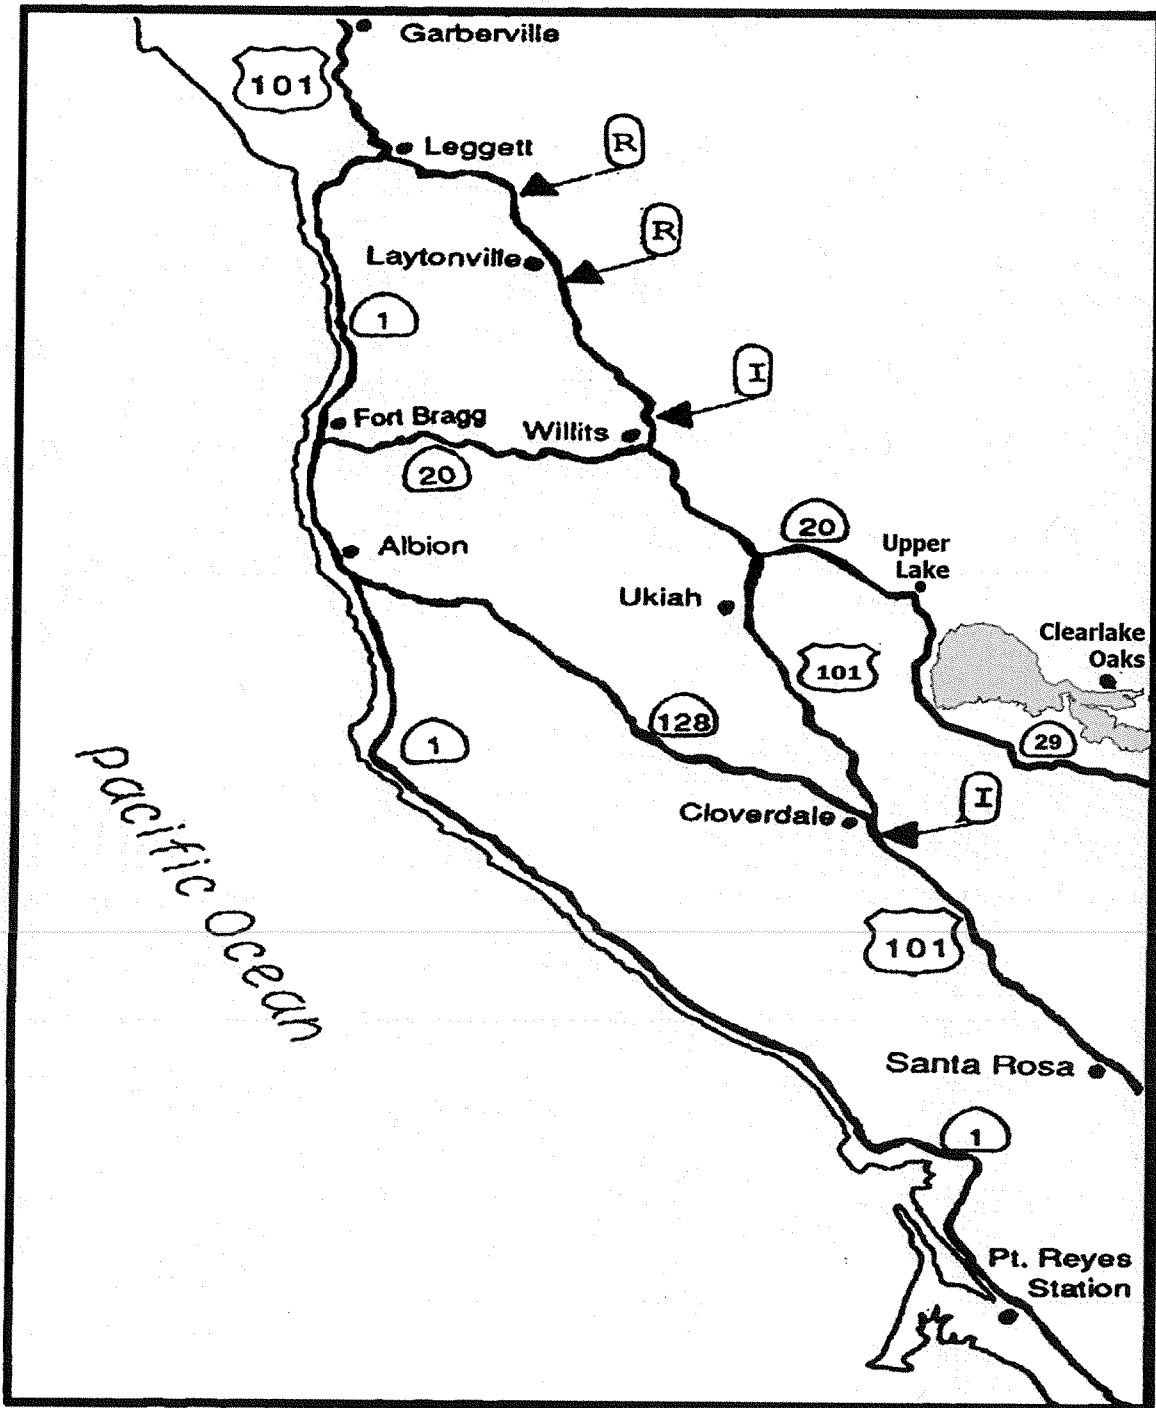 Garberville
101
Leggett
R
R
Laytonville
1
I
Fort Bragg
Willits
20
20
Albion
Upper
Lake
Ukiah
Clearlake
Oaks
101
128
1
29
pacific Ocean
I
Cloverdale
101
Santa Rosa
1
Pt. Reyes
Station